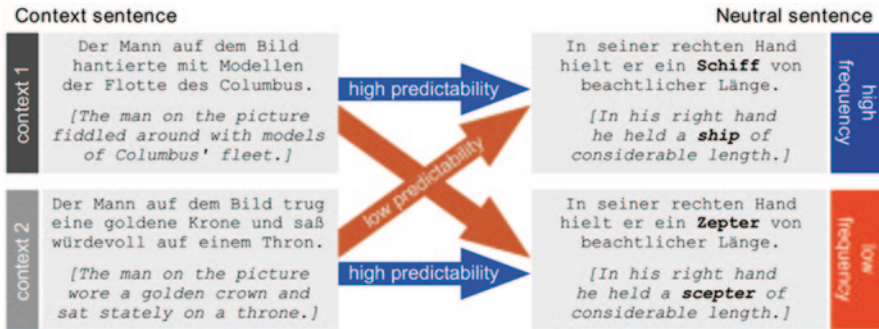 Context sentence
Neutral sentence
context 1
Der Mann auf dem Bild
hantierte mit Modellen
der Flotte des Columbus.
[The man on the picture
fiddled around with models
of Columbus' fleet.]
high predictability
In seiner rechten Hand
hielt er ein Schiff von
beachtlicher Länge.
[In his right hand
he held a ship of
considerable length.]
high
frequency
low predictability
context 2
Der Mann auf dem Bild trug
eine goldene Krone und saß
würdevoll auf einem Thron.
[The man on the picture
wore a golden crown and
sat stately on a throne.]
high predictability
In seiner rechten Hand
hielt er ein Zepter von
beachtlicher Länge.
[In his right hand
he held a scepter of
considerable length.]
low
frequency